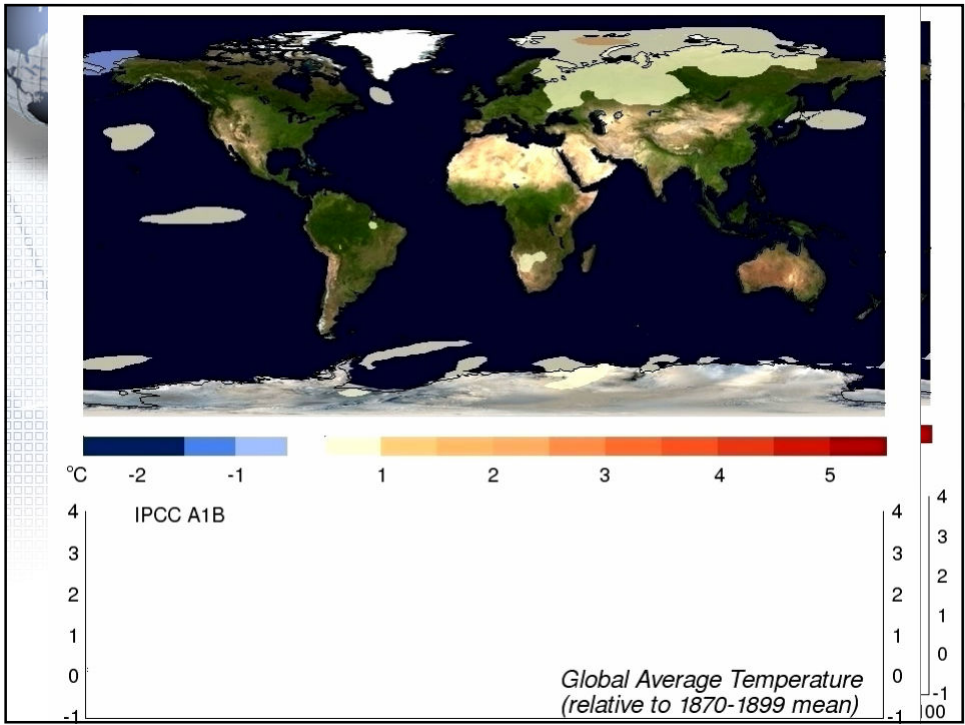 °C -2 -1 1 2 3 4 5
IPCC A1B
4 4 4
3 3 3
2 2 2
1 1 1
0 0 0
-1 -1 -1
Global Average Temperature
(relative to 1870-1899 mean)
00